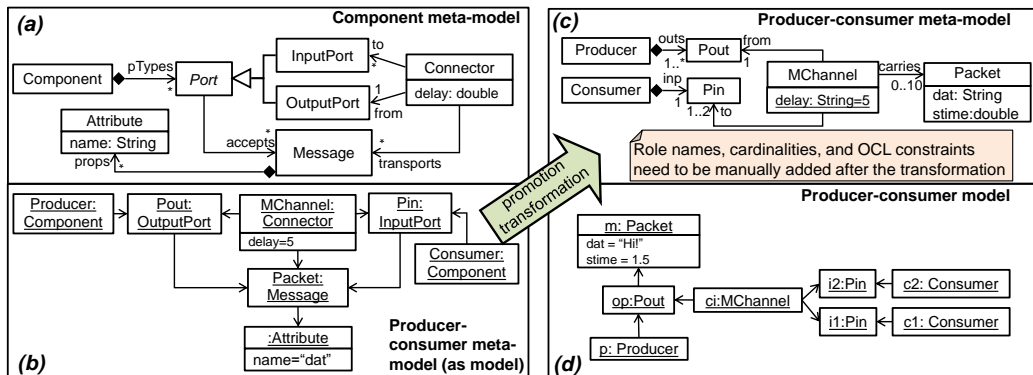 (a)
Component meta-model
Component
pTypes
*
Port
InputPort
OutputPort
to
*
1
from
Connector
delay: double
Attribute
name: String
props
*
accepts
*
Message
*
transports
(b)
Producer:
Component
Pout:
OutputPort
MChannel:
Connector
delay=5
Pin:
InputPort
Consumer:
Component
Packet:
Message
:Attribute
name="dat"
Producer-
consumer meta-
model (as model)
promotion
transformation
(c)
Producer-consumer meta-model
Producer
outs
1..*
Pout
from
1
Consumer
inp
1
Pin
1..2
to
MChannel
delay: String=5
carries
0..10
Packet
dat: String
stime:double
Role names, cardinalities, and OCL constraints
need to be manually added after the transformation
Producer-consumer model
m: Packet
dat = "Hi!"
stime = 1.5
op:Pout
ci:MChannel
i2:Pin
c2: Consumer
i1:Pin
c1: Consumer
p: Producer
(d)